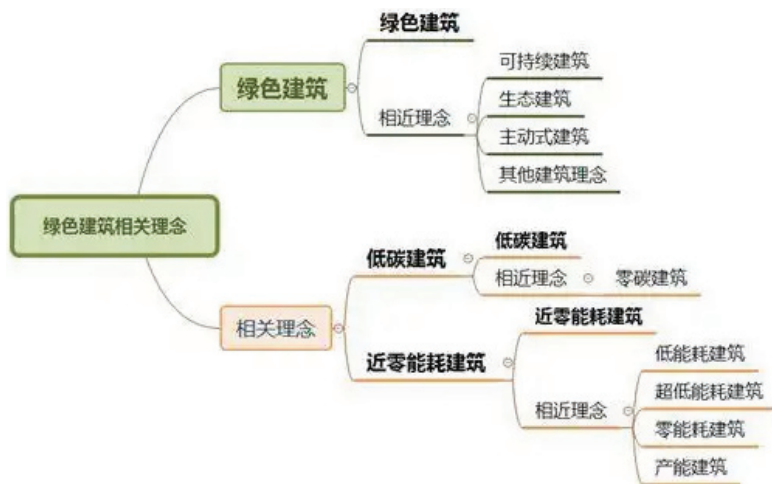 绿色建筑相关理念
绿色建筑
绿色建筑
相近理念
可持续建筑
生态建筑
主动式建筑
其他建筑理念
相关理念
低碳建筑
低碳建筑
相近理念
零碳建筑
近零能耗建筑
近零能耗建筑
相近理念
低能耗建筑
超低能耗建筑
零能耗建筑
产能建筑